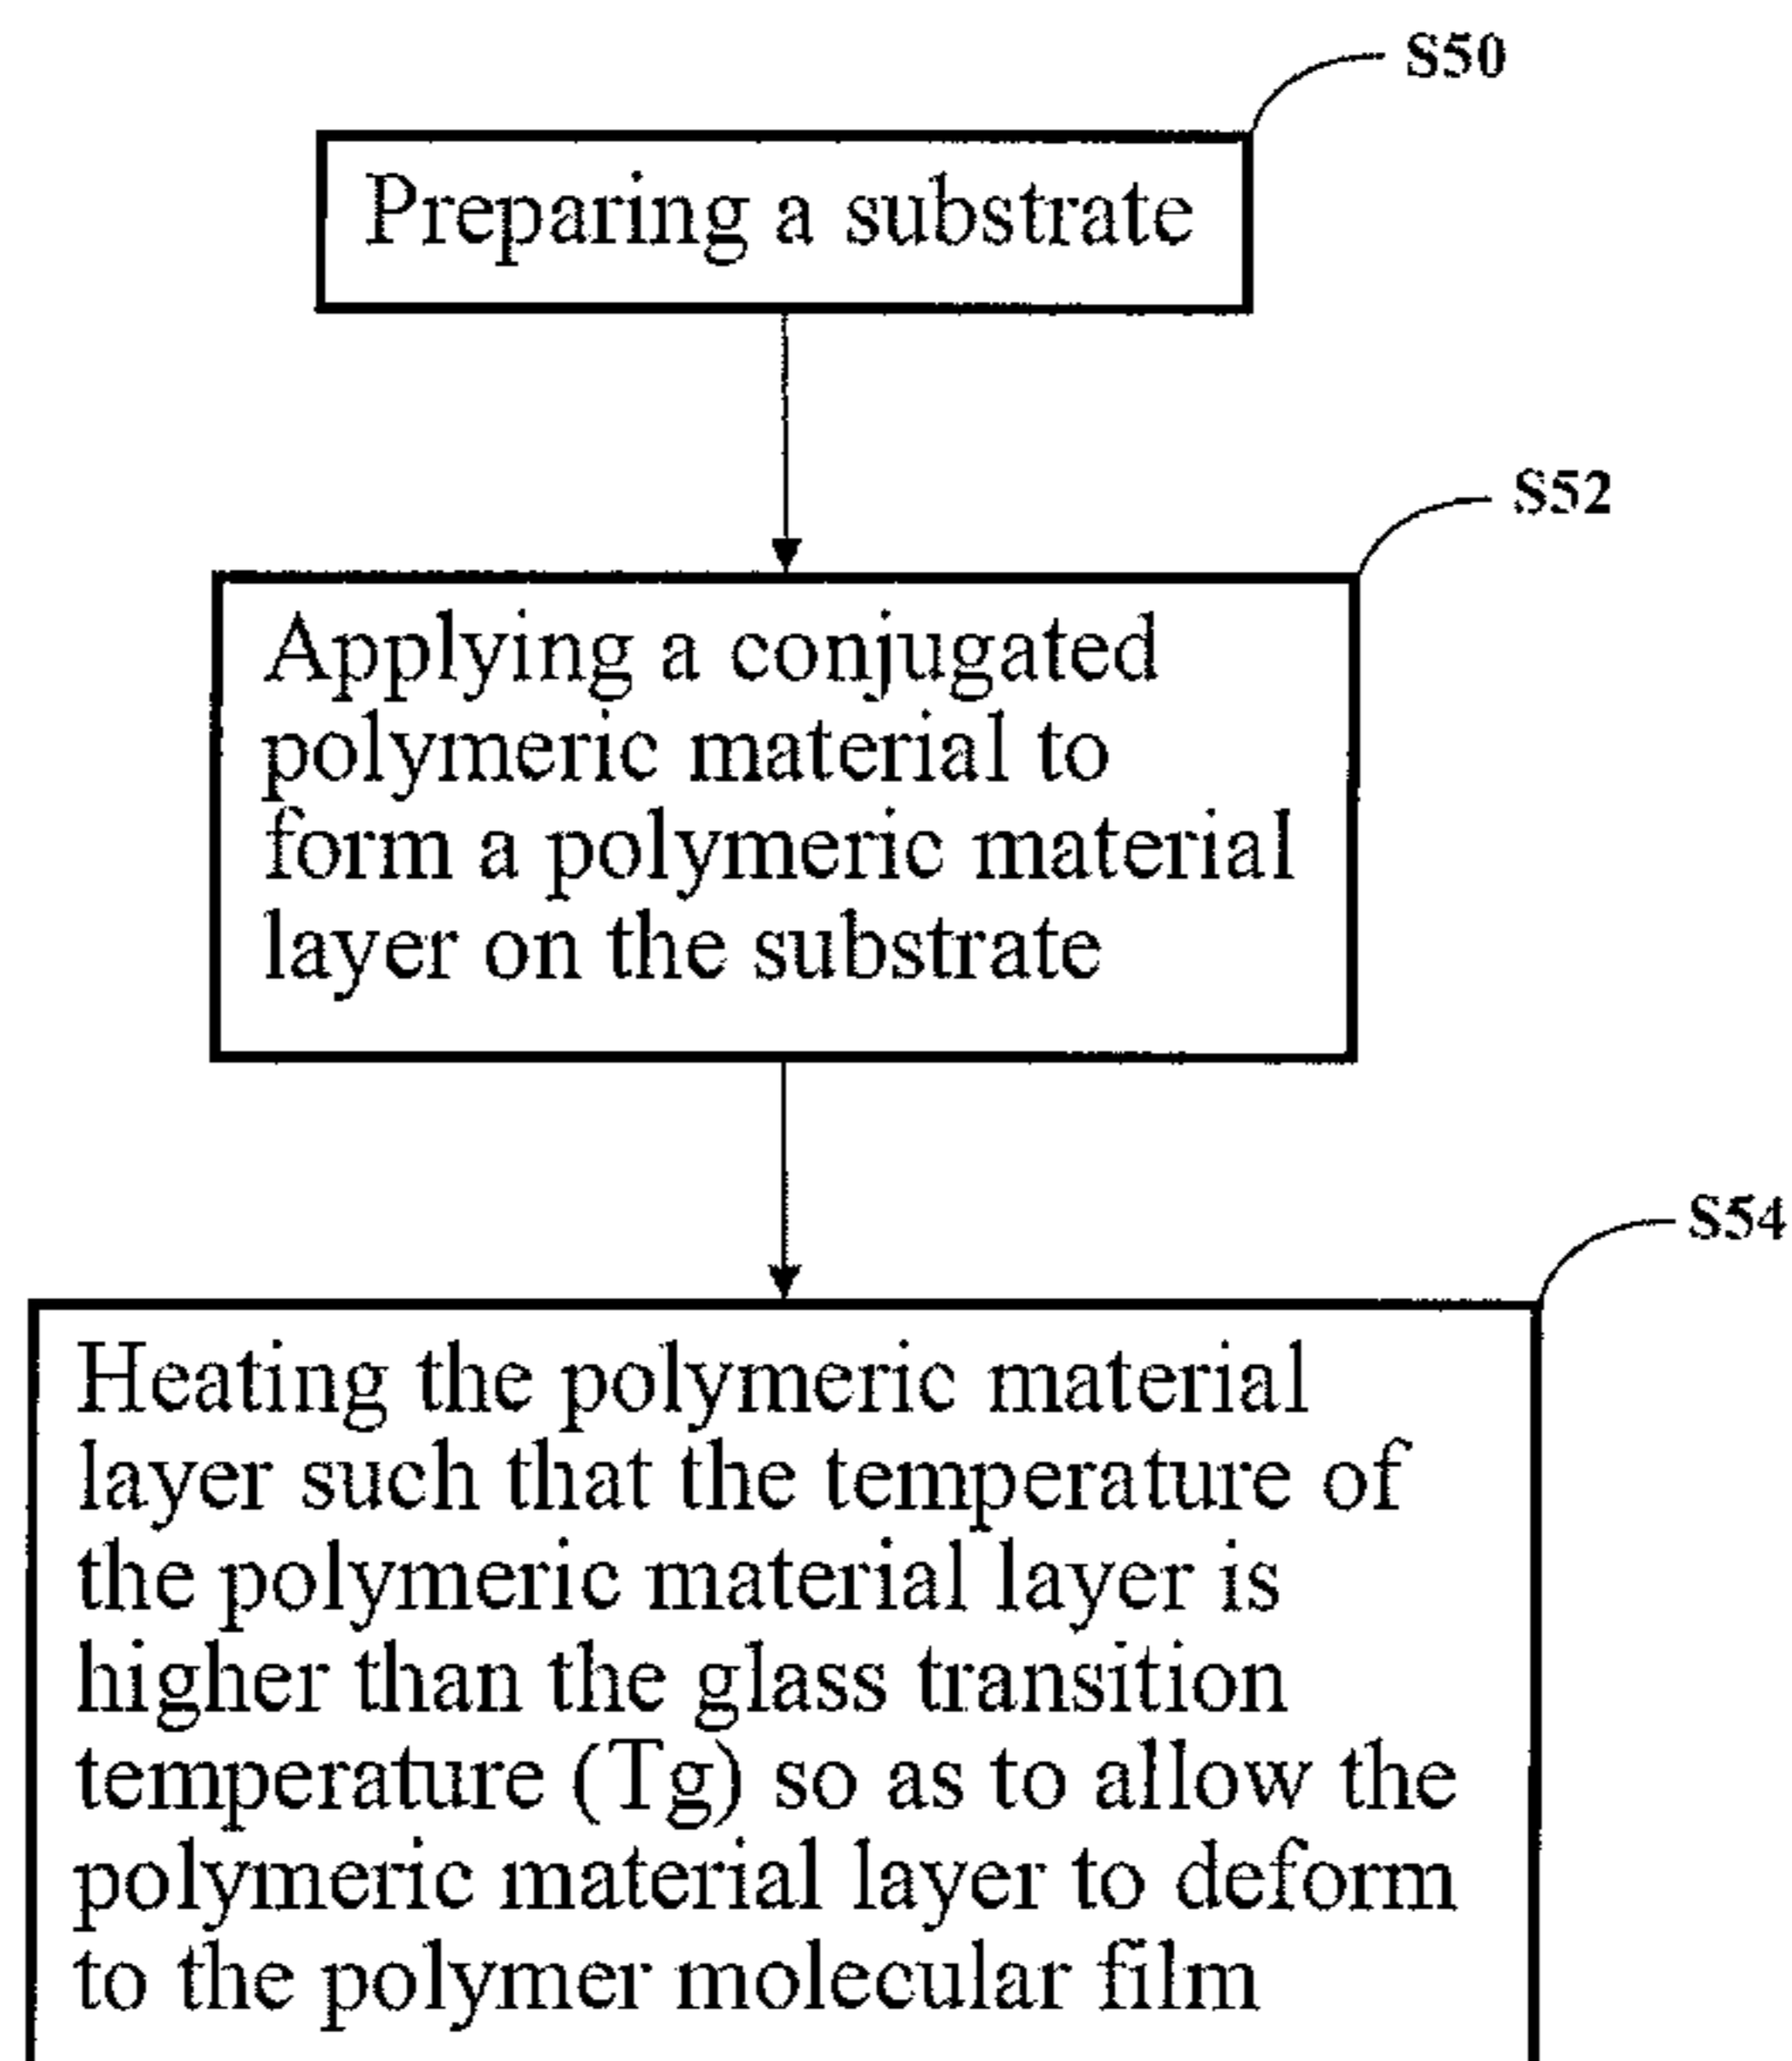 S50
Preparing a substrate
S52
Applying a conjugated
polymeric material to
form a polymeric material
layer on the substrate
S54
Heating the polymeric material
layer such that the temperature of
the polymeric material layer is
higher than the glass transition
temperature (Tg) so as to allow the
polymeric material layer to deform
to the polymer molecular film